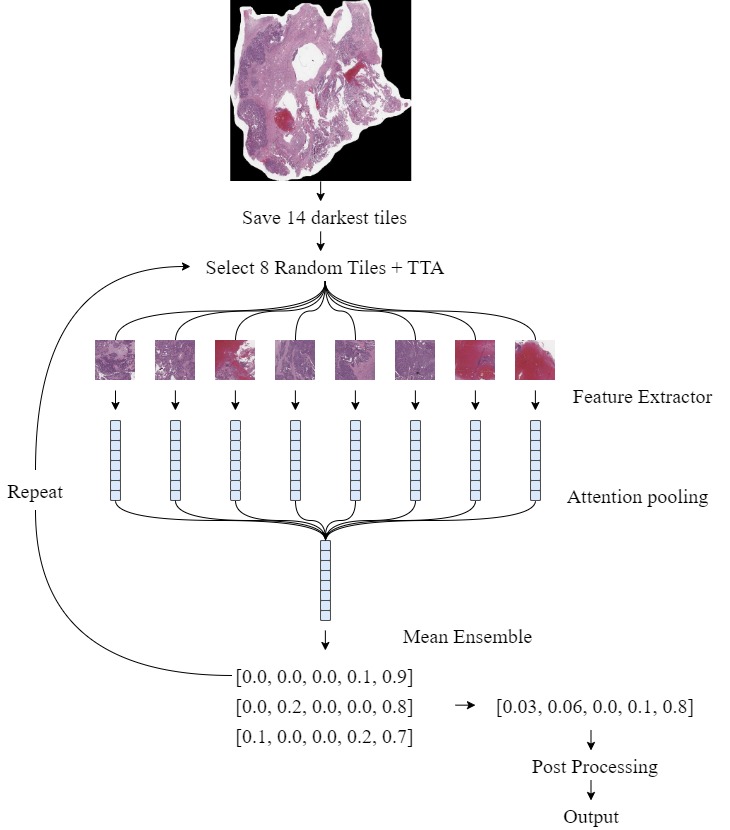 Save 14 darkest tiles
Select 8 Random Tiles + TTA
Feature Extractor
Repeat
Attention pooling
Mean Ensemble
[0.0, 0.0, 0.0, 0.1, 0.9]
[0.0, 0.2, 0.0, 0.0, 0.8]
[0.03, 0.06, 0.0, 0.1, 0.8]
[0.1, 0.0, 0.0, 0.2, 0.7]
Post Processing
Output